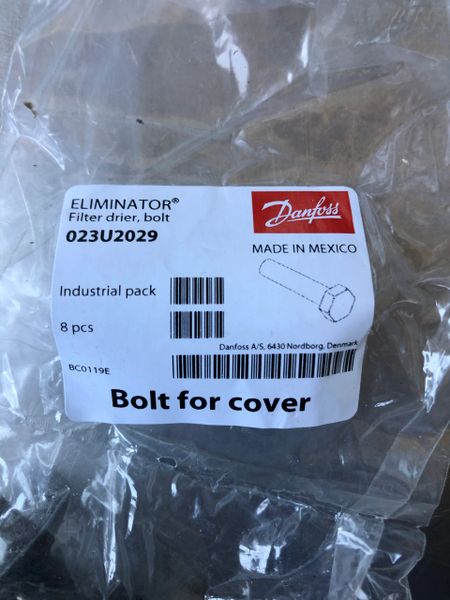 ELIMINATOR®
Filter drier, bolt
023U2029
Danfoss
MADE IN MEXICO
Industrial pack
8 pcs
Danfoss A/S, 6430 Nordborg, Denmark
BC0119E
Bolt for cover